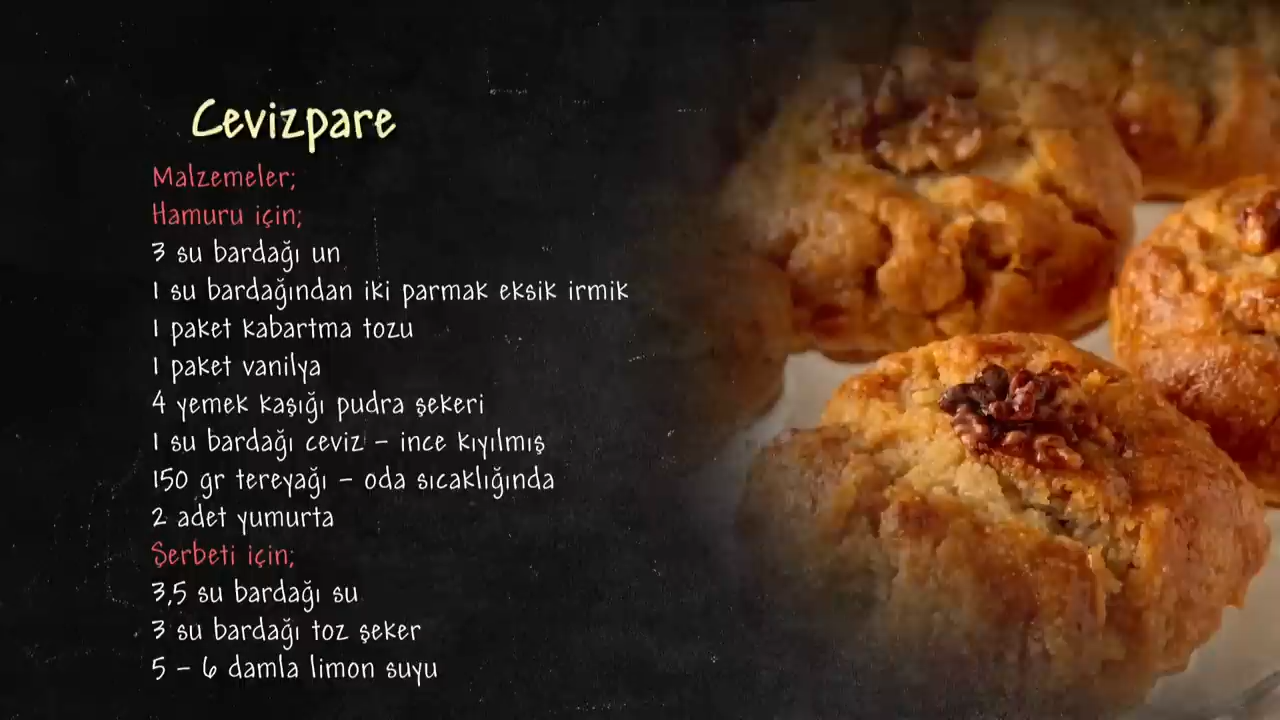 Cevizpare
Malzemeler;
Hamuru için;
3 su bardağı un
1 su bardağından iki parmak eksik irmik
1 paket kabartma tozu
1 paket vanilya
4 yemek kaşığı pudra şekeri
1 su bardağı ceviz – ince kıyılmış
150 gr tereyağı – oda sıcaklığında
2 adet yumurta
Şerbeti için;
3,5 su bardağı su
3 su bardağı toz şeker
5 – 6 damla limon suyu